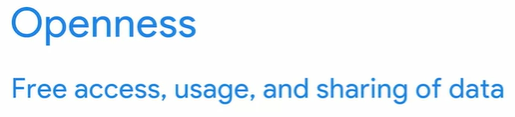 Openness
Free access, usage, and sharing of data